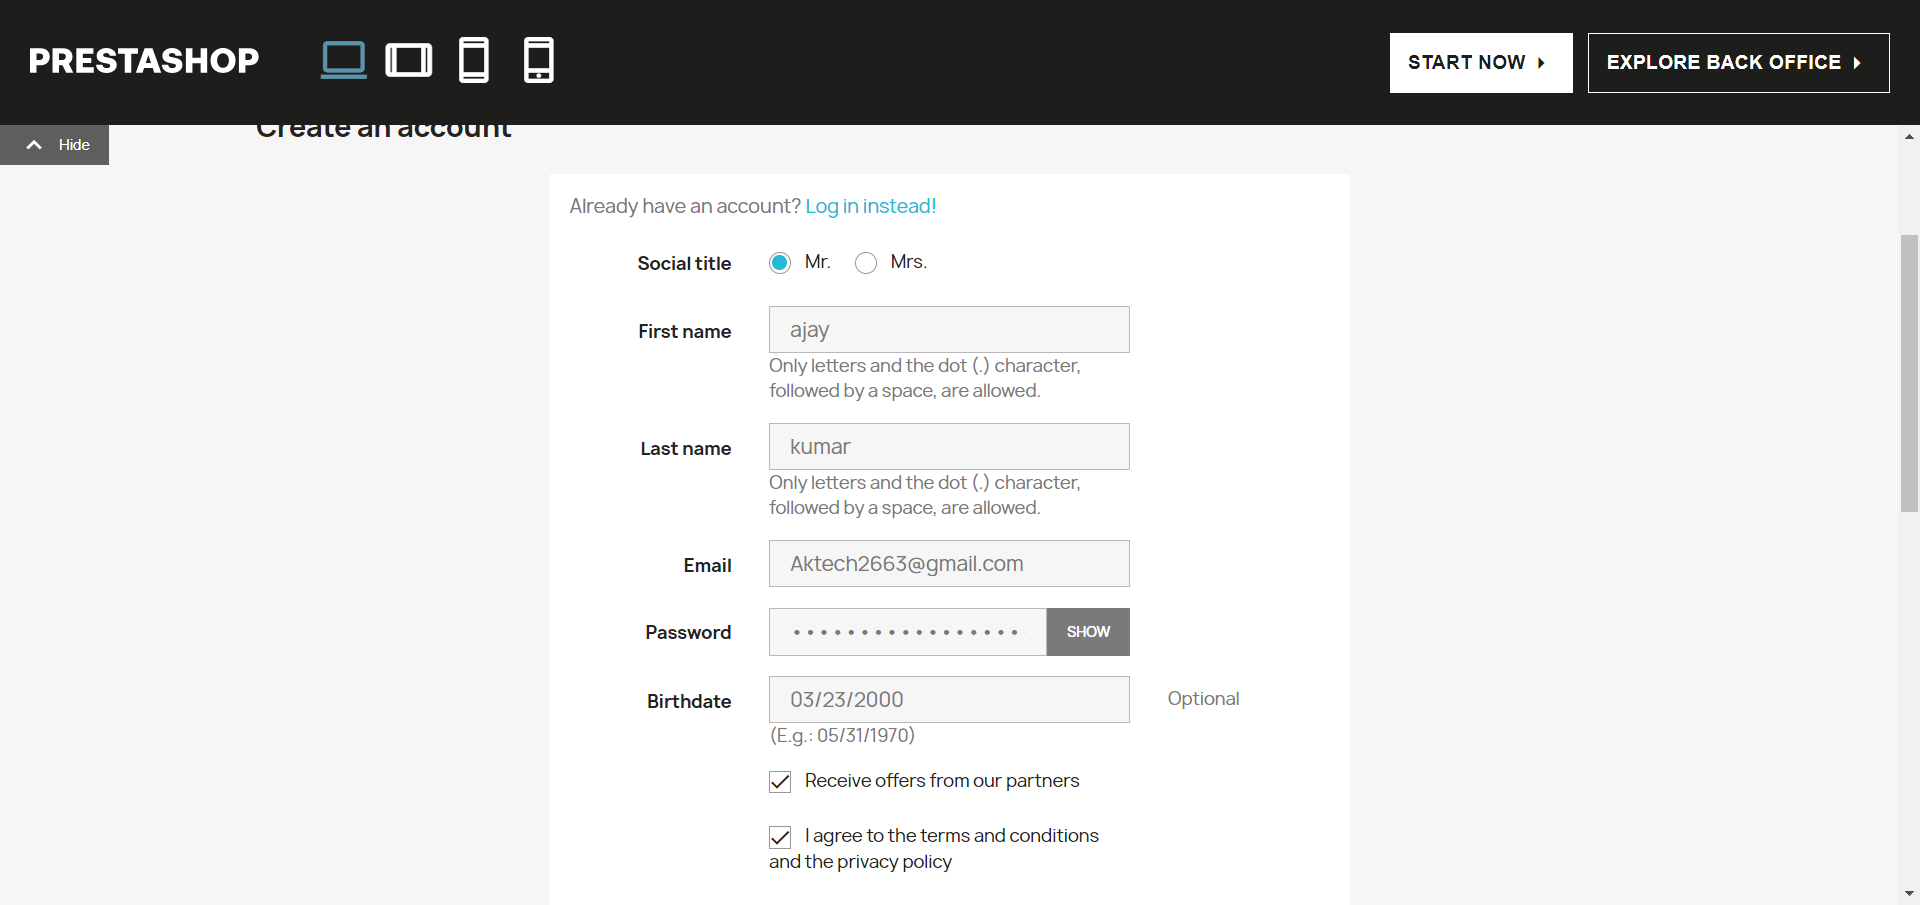 PRESTASHOP
START NOW
EXPLORE BACK OFFICE
Hide
Create an account
Already have an account? Log in instead!
Social title
Mr.
Mrs.
First name
ajay
Only letters and the dot (.) character,
followed by a space, are allowed.
Last name
kumar
Only letters and the dot (.) character,
followed by a space, are allowed.
Email
Aktech2663@gmail.com
Password
SHOW
Birthdate
03/23/2000
Optional
(E.g.: 05/31/1970)
Receive offers from our partners
I agree to the terms and conditions
and the privacy policy